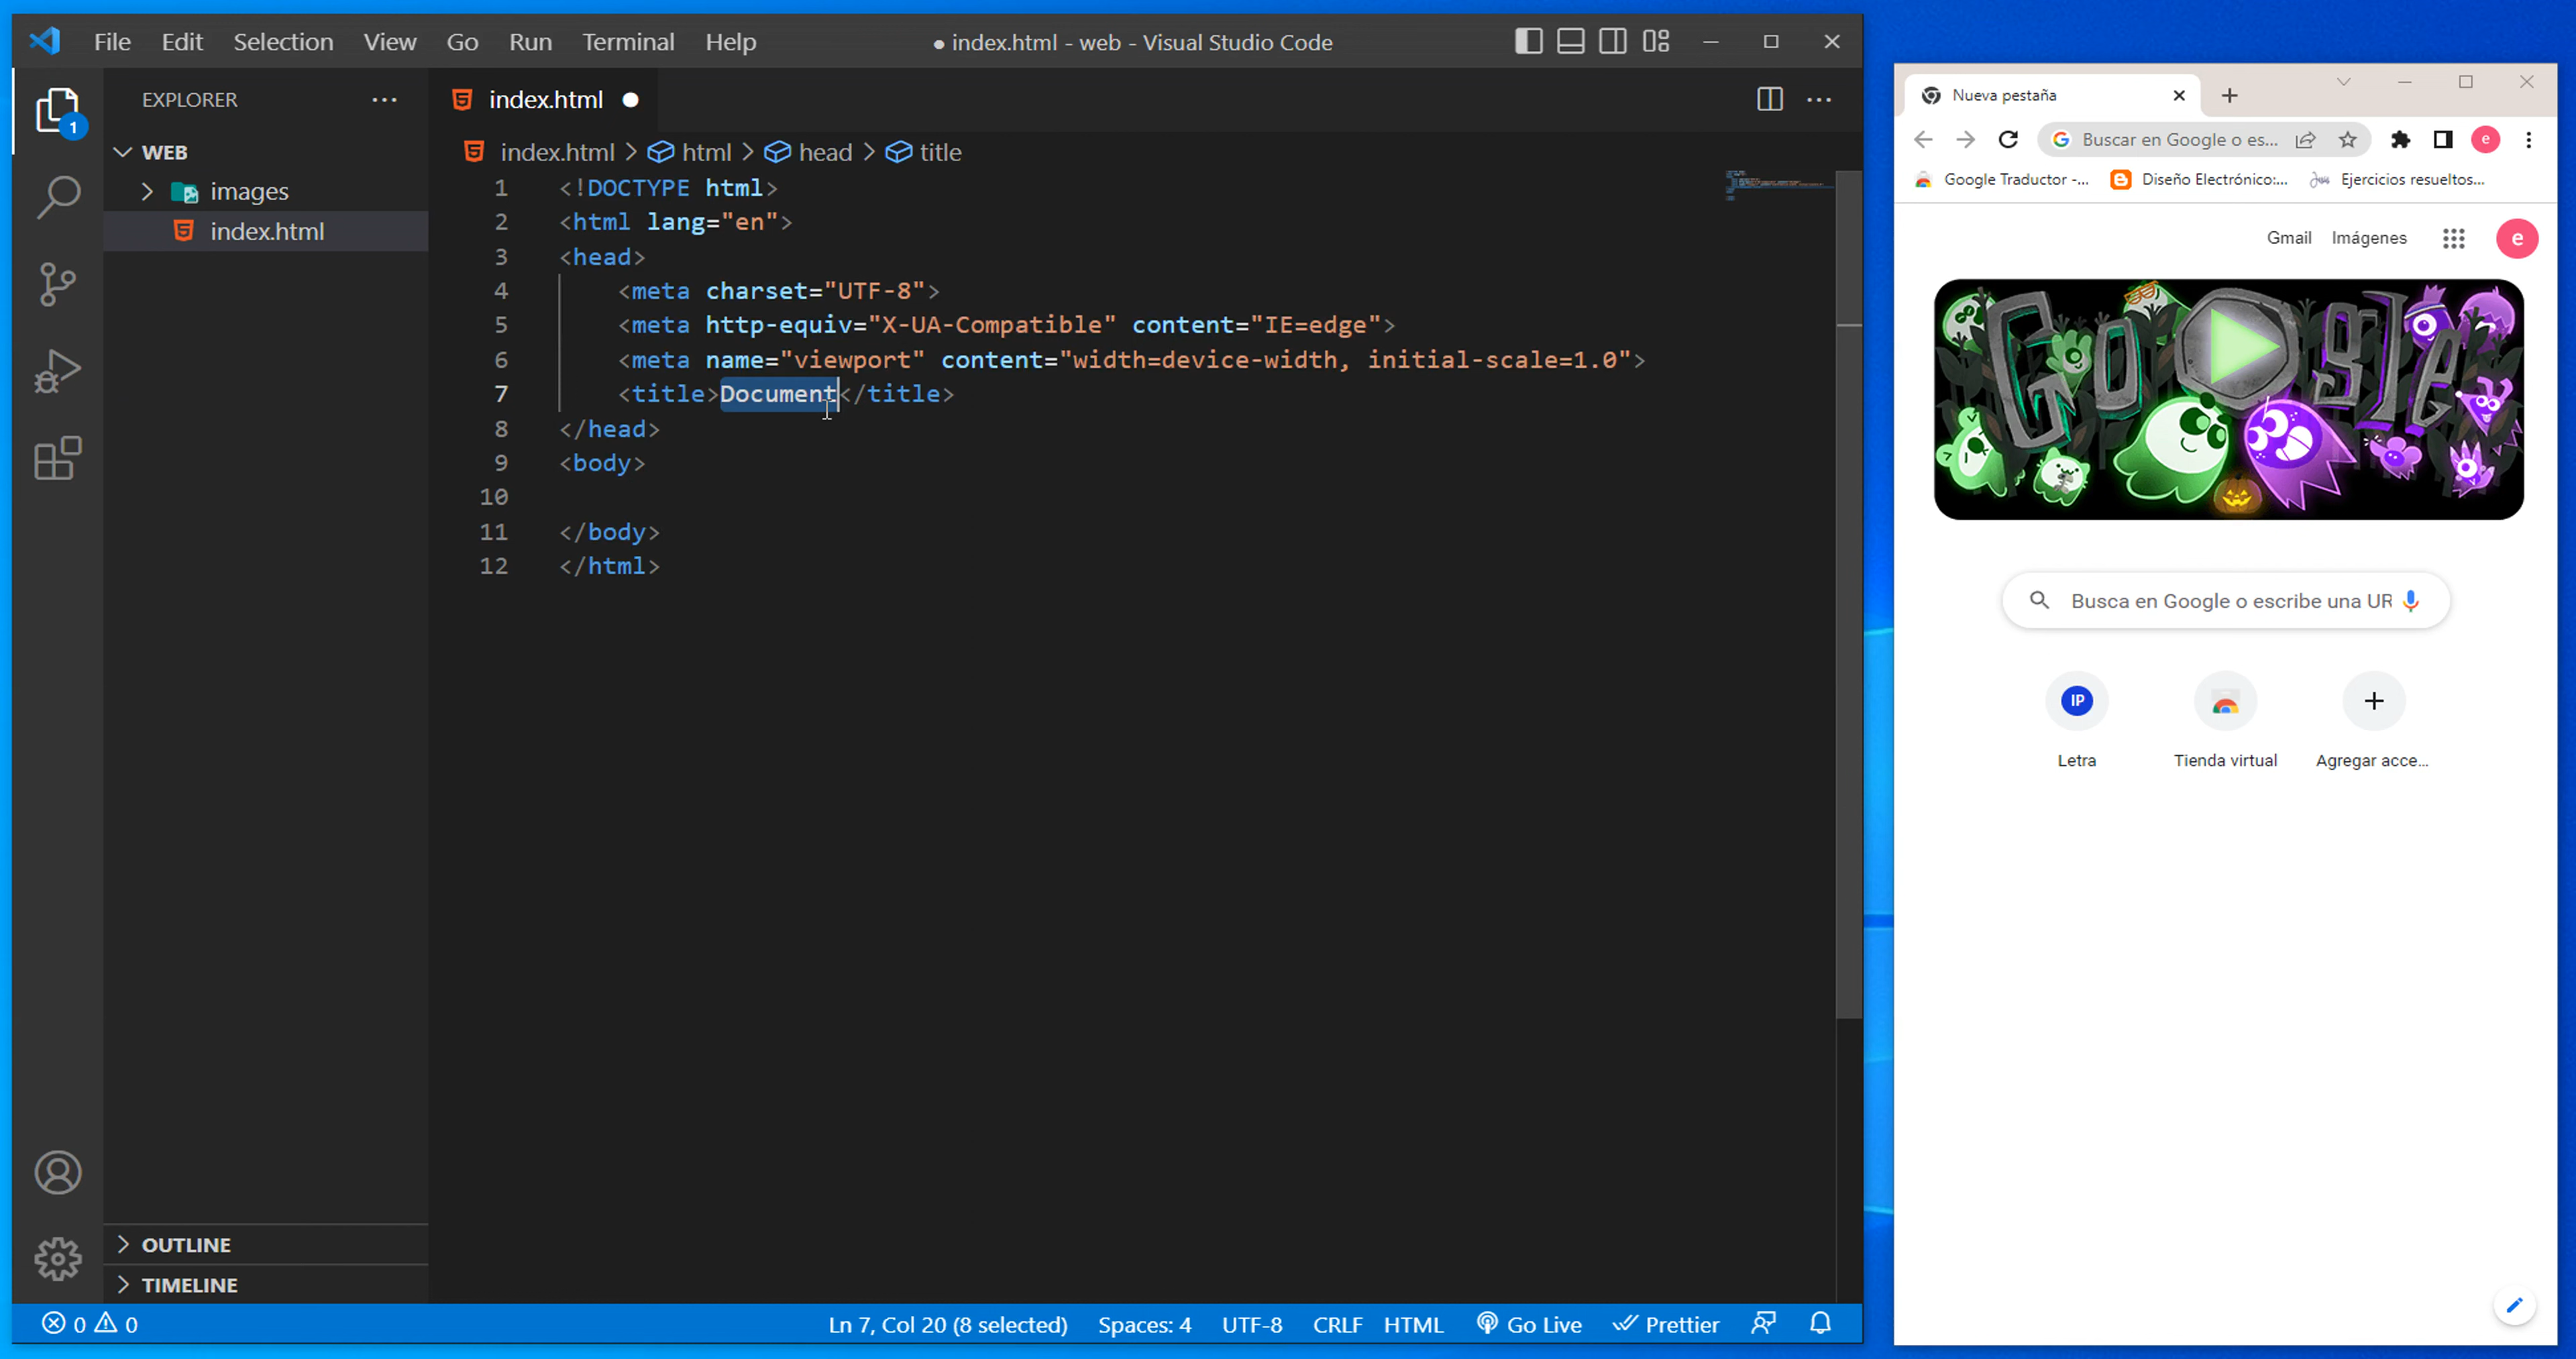 File Edit Selection View Go Run Terminal Help
● index.html - web - Visual Studio Code
EXPLORER
1
WEB
images
index.html
OUTLINE
TIMELINE
index.html
index.html > html > head > title
1 <!DOCTYPE html>
2 <html lang="en">
3 <head>
4 <meta charset="UTF-8">
5 <meta http-equiv="X-UA-Compatible" content="IE=edge">
6 <meta name="viewport" content="width=device-width, initial-scale=1.0">
7 <title>Document</title>
8 </head>
9 <body>
10
11 </body>
12 </html>
0 0
Ln 7, Col 20 (8 selected) Spaces: 4 UTF-8 CRLF HTML Go Live Prettier
Nueva pestaña
Buscar en Google o es...
e
Google Traductor -... Diseño Electrónico:... Ejercicios resueltos...
Gmail Imágenes e
Google
Busca en Google o escribe una UR
IP
Letra Tienda virtual Agregar acce...